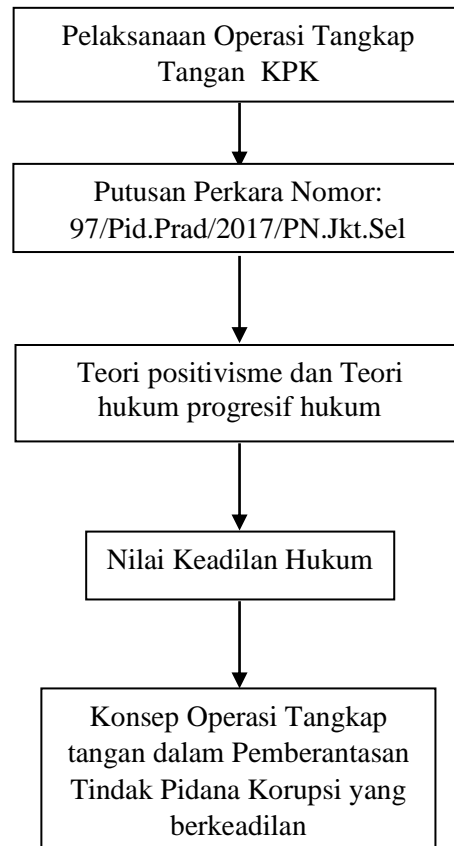 Pelaksanaan Operasi Tangkap
Tangan KPK
Putusan Perkara Nomor:
97/Pid.Prad/2017/PN.Jkt.Sel
Teori positivisme dan Teori
hukum progresif hukum
Nilai Keadilan Hukum
Konsep Operasi Tangkap
tangan dalam Pemberantasan
Tindak Pidana Korupsi yang
berkeadilan